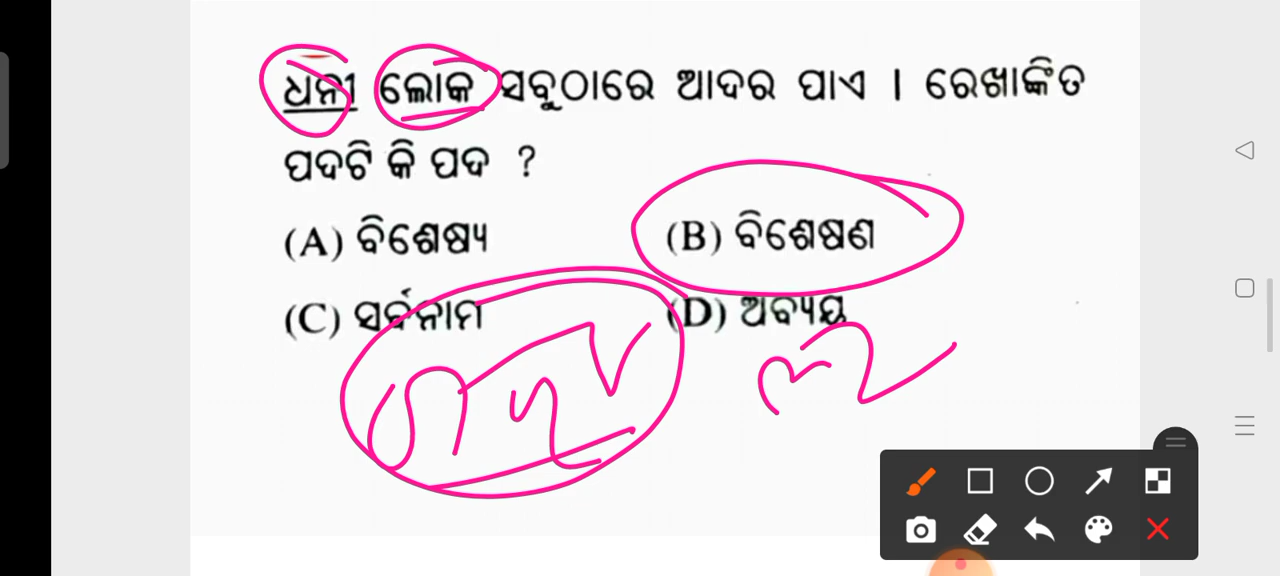 ଧନୀ ଲୋକ ସବୁଠାରେ ଆଦର ପାଏ । ରେଖାଙ୍କିତ
ପଦଟି କି ପଦ ?
(A) ବିଶେଷ୍ୟ (B) ବିଶେଷଣ
(C) ସର୍ବନାମ (D) ଅବ୍ୟୟ